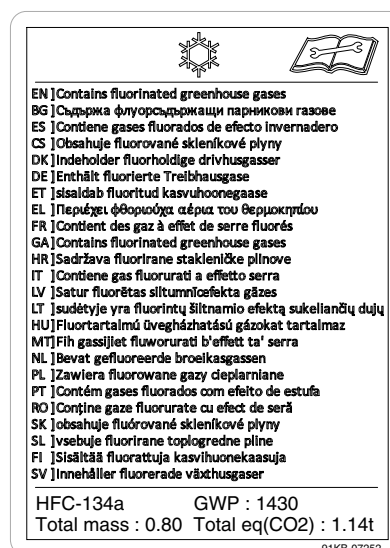 EN ]Contains fluorinated greenhouse gases
BG ]Съдържа флуорсъдържащи парникови газове
ES ]Contiene gases fluorados de efecto invernadero
CS ]Obsahuje fluorované skleníkové plyny
DK]Indeholder fluorholdige drivhusgasser
DE ]Enthält fluorierte Treibhausgase
ET ]sisaldab fluoritud kasvuhoonegaase
EL ]Περιέχει φθοριούχα αέρια του θερμοκηπίου
FR ]Contient des gaz à effet de serre fluorés
GA]Contains fluorinated greenhouse gases
HR]Sadržava fluorirane stakleničke plinove
IT ]Contiene gas fluorurati a effetto serra
LV ]Satur fluorētas siltumnīcefekta gāzes
LT ]sudėtyje yra fluorintų šiltnamio efektą sukeliančių dujų
HU]Fluortartalmú üvegházhatású gázokat tartalmaz
MT]Fih gassijiet fluworurati b'effett ta' serra
NL ]Bevat gefluoreerde broeikasgassen
PL ]Zawiera fluorowane gazy cieplarniane
PT ]Contém gases fluorados com efeito de estufa
RO]Conține gaze fluorurate cu efect de seră
SK ]obsahuje fluórované skleníkové plyny
SL ]vsebuje fluorirane toplogredne pline
FI ]Sisältää fluorattuja kasvihuonekaasuja
SV ]Innehåller fluorerade växthusgaser
HFC-134a GWP : 1430
Total mass : 0.80 Total eq(CO2) : 1.14t